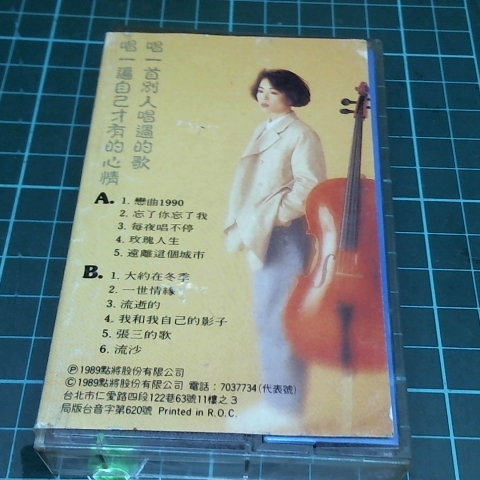 唱一首別人唱過的歌
唱一遍自己才有的心情
A. 1. 戀曲1990
2. 忘了你忘了我
3. 每夜唱不停
4. 玫瑰人生
5. 遠離這個城市
B. 1. 大約在冬季
2. 一世情緣
3. 流逝的
4. 我和我自己的影子
5. 張三的歌
6. 流沙
Ⓟ1989點將股份有限公司
©1989點將股份有限公司 電話：7037734(代表號)
台北市仁愛路四段122巷63號11樓之3
局版台音字第620號 Printed in R.O.C.